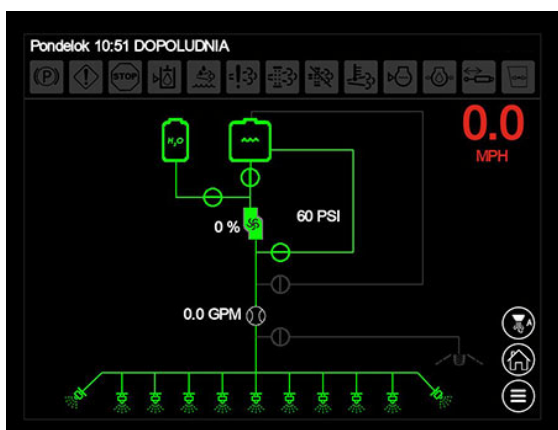 Pondelok 10:51 DOPOLUDNIA
(P)
STOP
0.0
MPH
H₂O
0 %
60 PSI
0.0 GPM
A